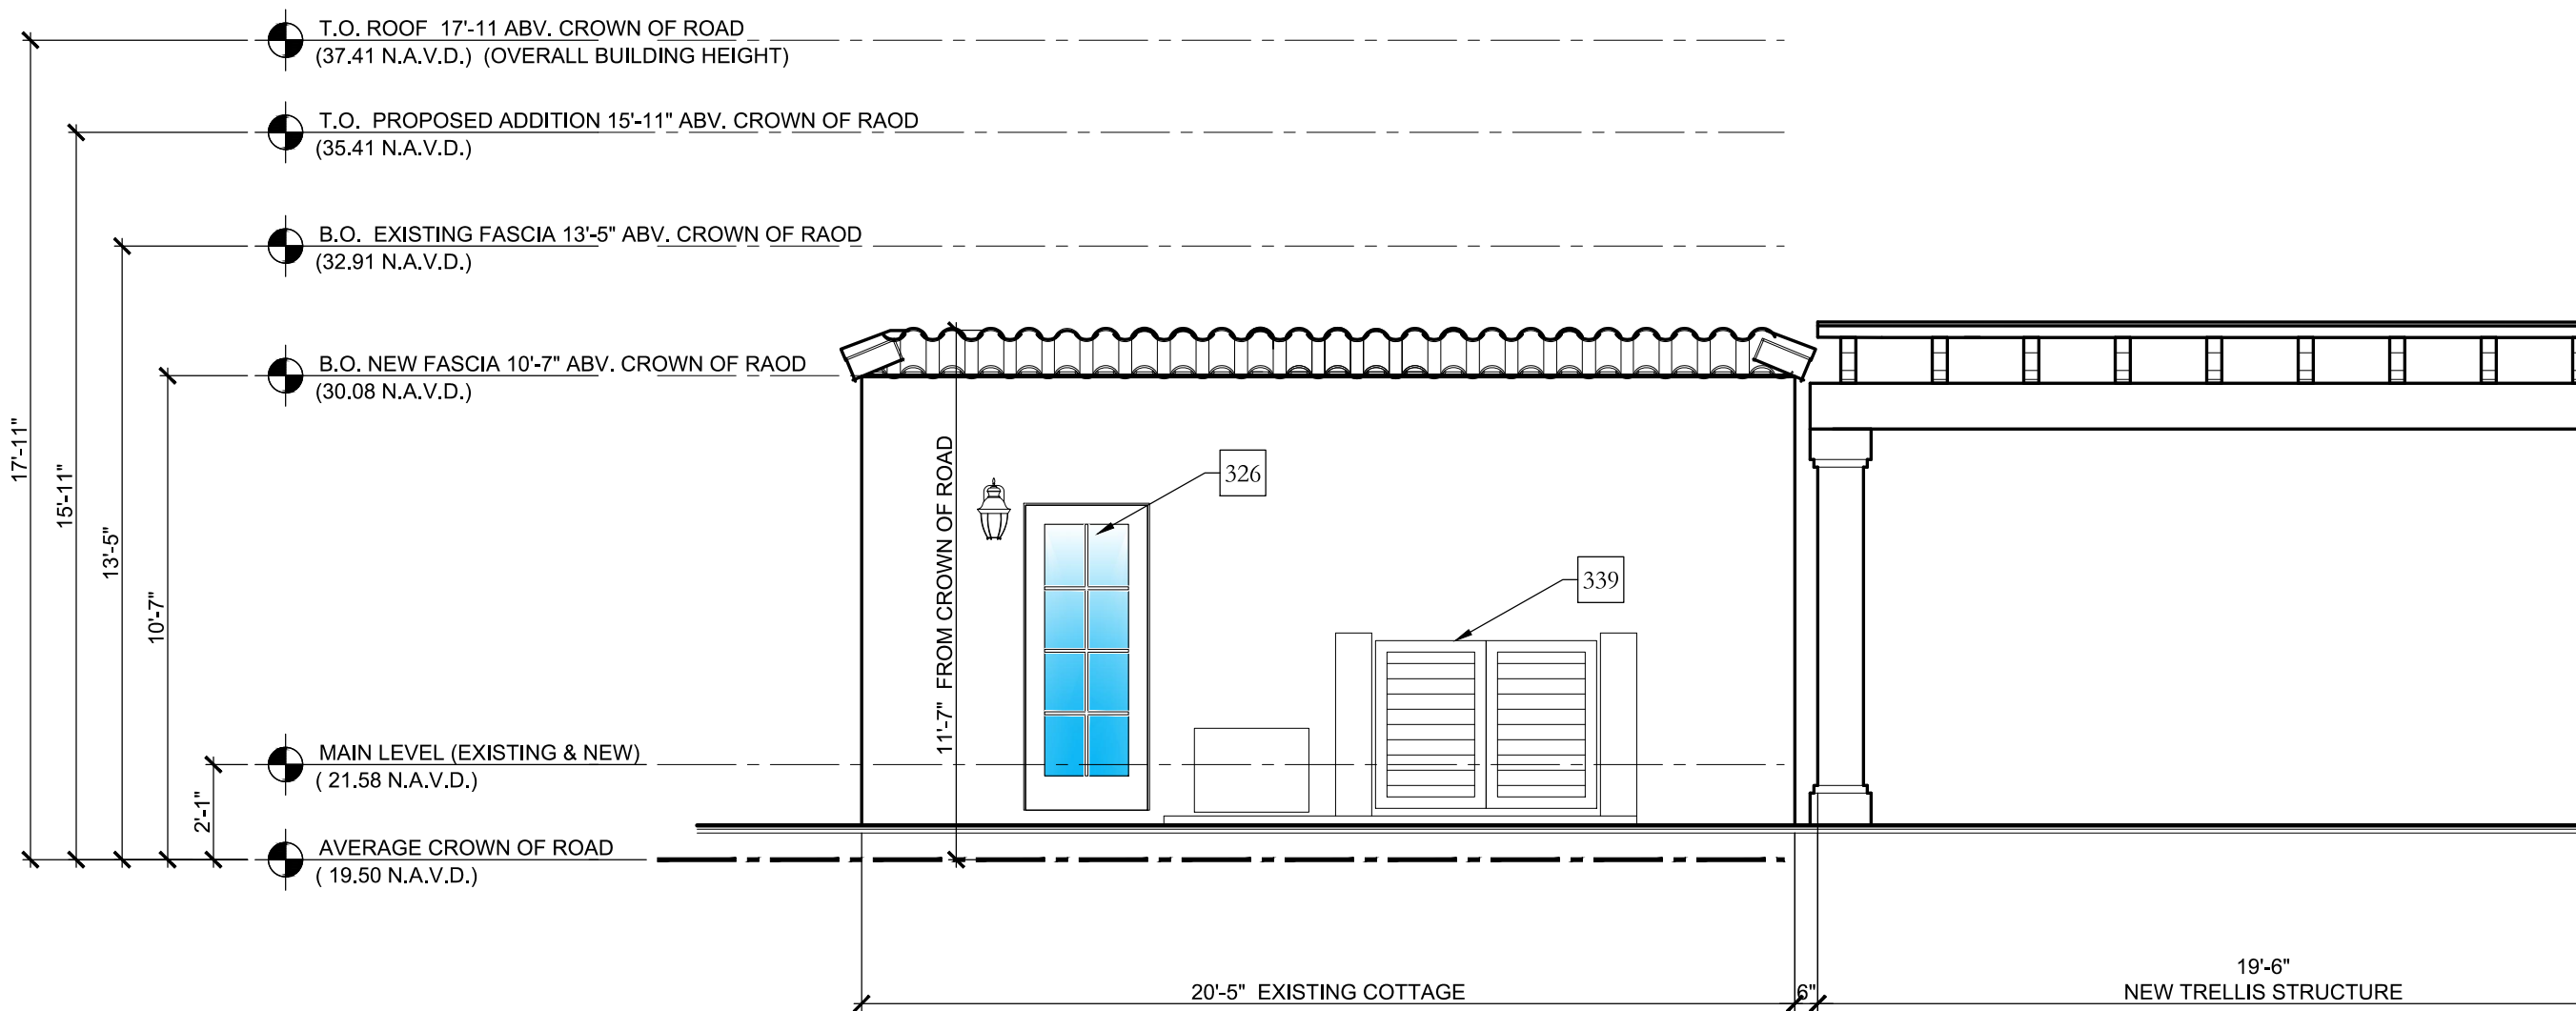 T.O. ROOF 17'-11 ABV. CROWN OF ROAD
(37.41 N.A.V.D.) (OVERALL BUILDING HEIGHT)
T.O. PROPOSED ADDITION 15'-11" ABV. CROWN OF RAOD
(35.41 N.A.V.D.)
B.O. EXISTING FASCIA 13'-5" ABV. CROWN OF RAOD
(32.91 N.A.V.D.)
B.O. NEW FASCIA 10'-7" ABV. CROWN OF RAOD
(30.08 N.A.V.D.)
17'-11"
15'-11"
13'-5"
10'-7"
2'-1"
11'-7" FROM CROWN OF ROAD
326
339
MAIN LEVEL (EXISTING & NEW)
( 21.58 N.A.V.D.)
AVERAGE CROWN OF ROAD
( 19.50 N.A.V.D.)
20'-5" EXISTING COTTAGE
6"
19'-6"
NEW TRELLIS STRUCTURE